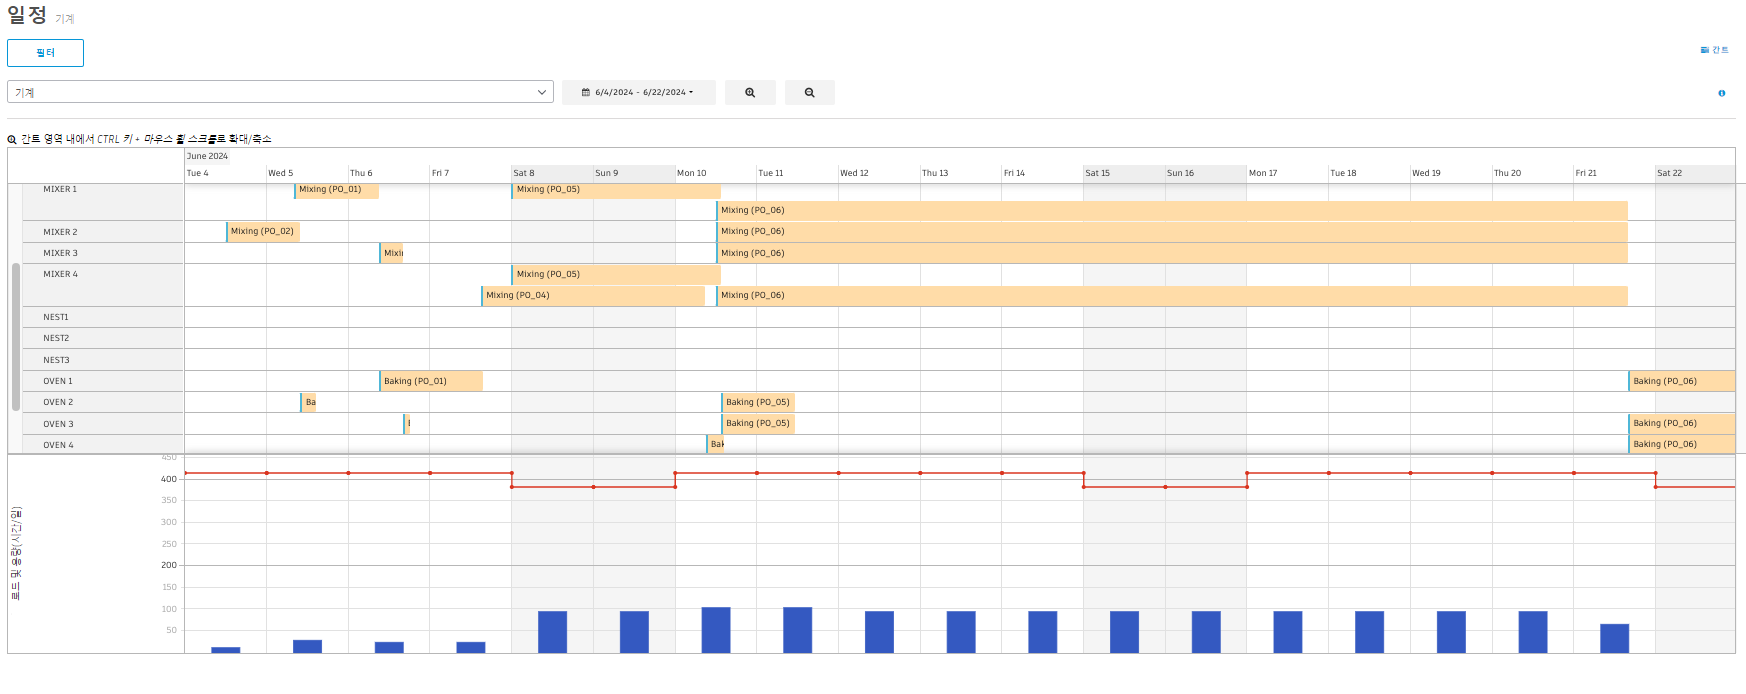 일정 기계
필터
간트
기계
6/4/2024 - 6/22/2024
간트 영역 내에서 CTRL 키 + 마우스 휠 스크롤로 확대/축소
June 2024
Tue 4 Wed 5 Thu 6 Fri 7 Sat 8 Sun 9 Mon 10 Tue 11 Wed 12 Thu 13 Fri 14 Sat 15 Sun 16 Mon 17 Tue 18 Wed 19 Thu 20 Fri 21 Sat 22
MIXER 1 Mixing (PO_01) Mixing (PO_05)
Mixing (PO_06)
MIXER 2 Mixing (PO_02) Mixing (PO_06)
MIXER 3 Mixi Mixing (PO_06)
MIXER 4 Mixing (PO_05)
Mixing (PO_04) Mixing (PO_06)
NEST1
NEST2
NEST3
OVEN 1 Baking (PO_01) Baking (PO_06)
OVEN 2 Ba Baking (PO_05)
OVEN 3 Baking (PO_05) Baking (PO_06)
OVEN 4 Bak Baking (PO_06)
450
400
350
300
250
200
150
100
50
로드 및 용량(시간/일)